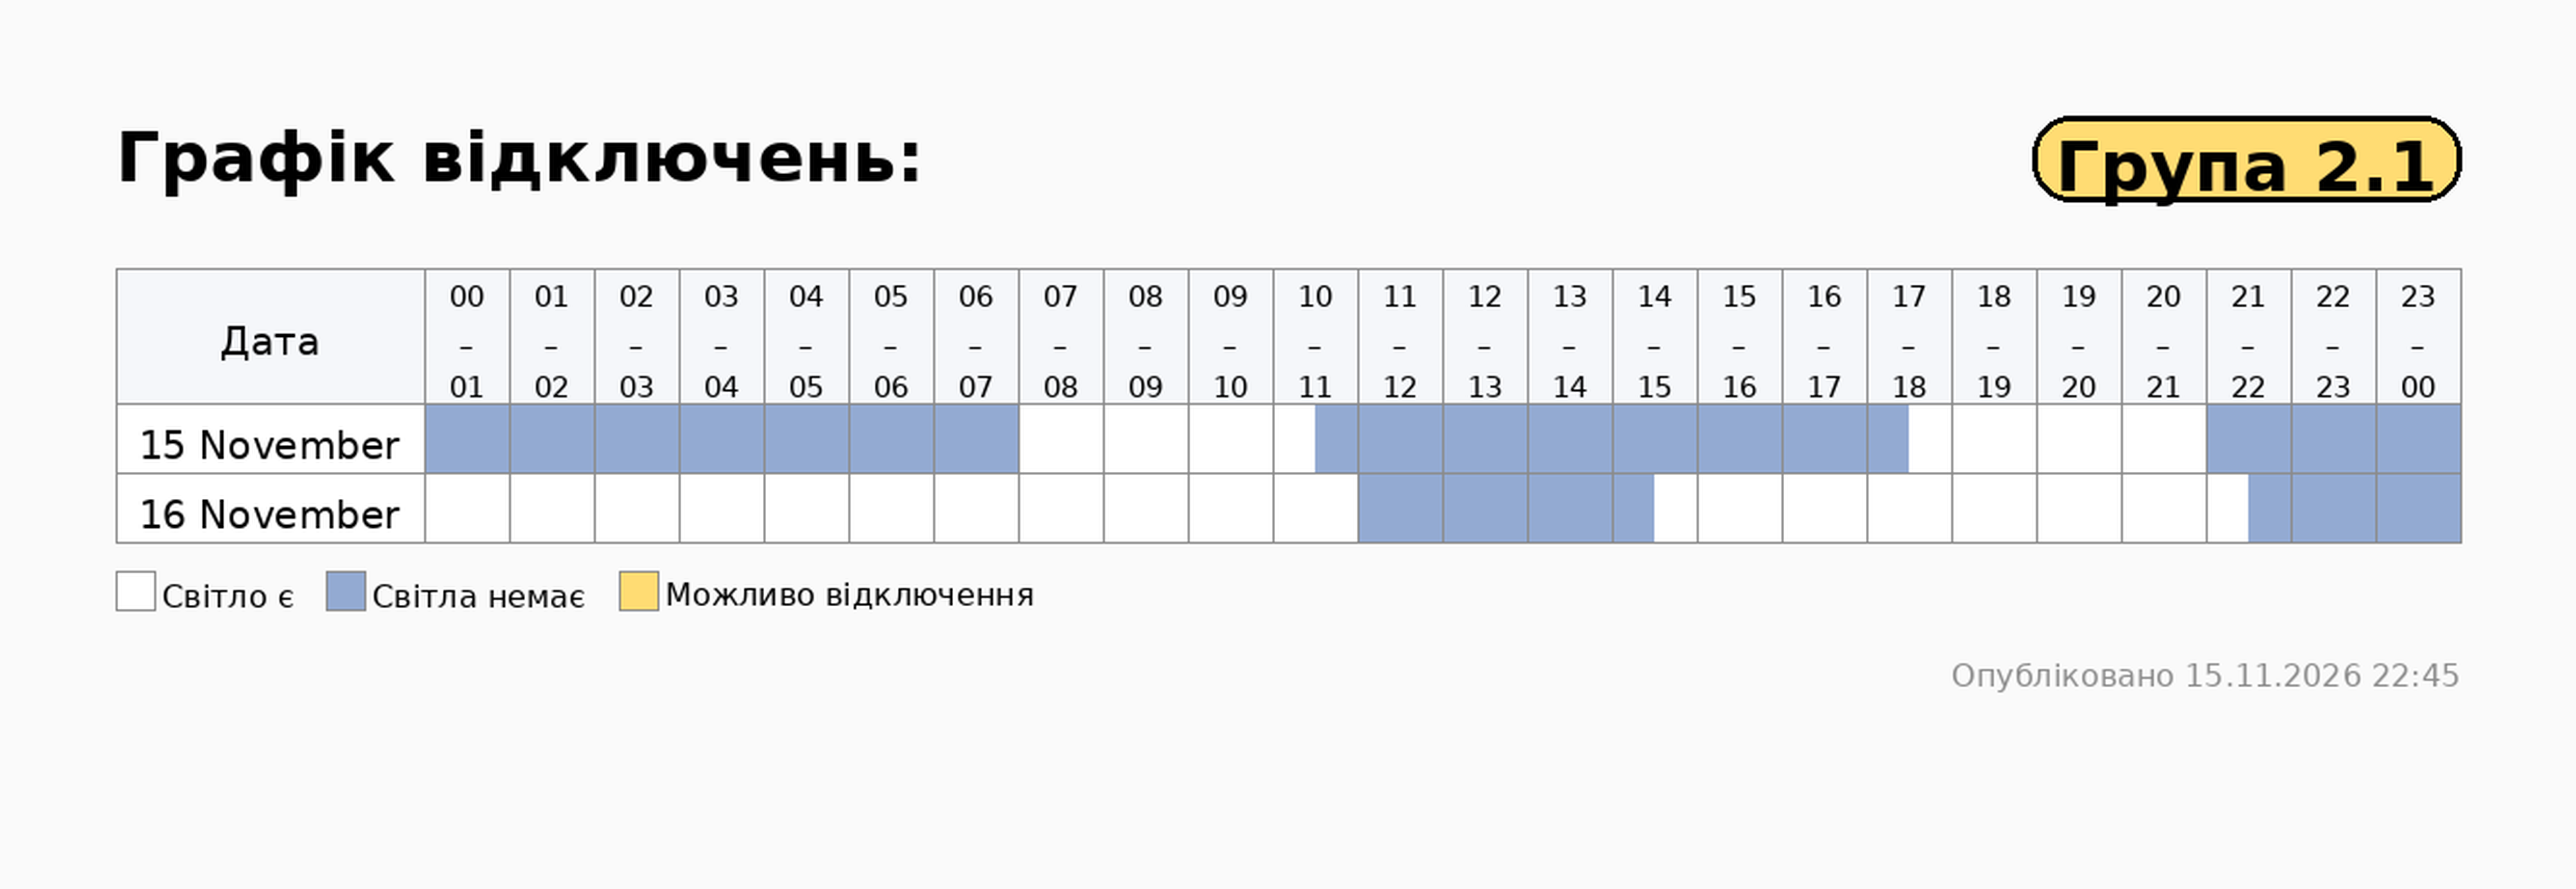 Графік відключень:
Група 2.1
Дата
00 – 01
01 – 02
02 – 03
03 – 04
04 – 05
05 – 06
06 – 07
07 – 08
08 – 09
09 – 10
10 – 11
11 – 12
12 – 13
13 – 14
14 – 15
15 – 16
16 – 17
17 – 18
18 – 19
19 – 20
20 – 21
21 – 22
22 – 23
23 – 00
15 November
16 November
Світло є
Світла немає
Можливо відключення
Опубліковано 15.11.2026 22:45